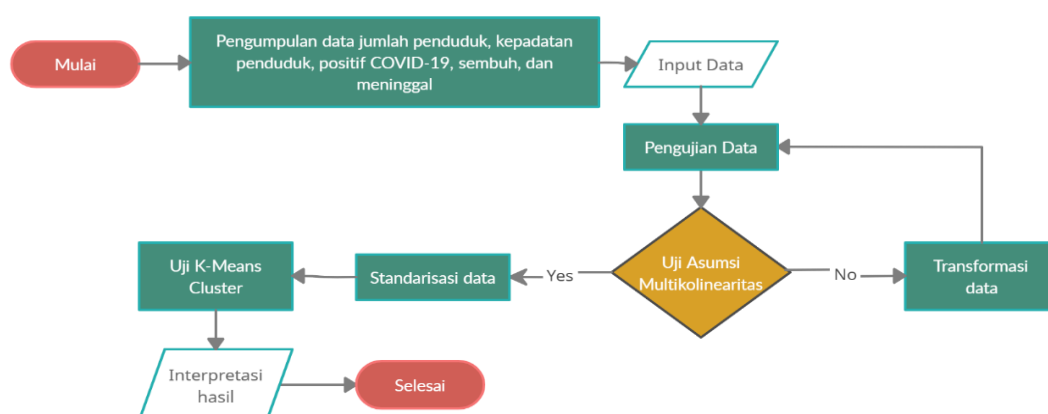 Mulai
Pengumpulan data jumlah penduduk, kepadatan
penduduk, positif COVID-19, sembuh, dan
meninggal
Input Data
Pengujian Data
Uji Asumsi
Multikolinearitas
No
Transformasi
data
Yes
Standarisasi data
Uji K-Means
Cluster
Interpretasi
hasil
Selesai